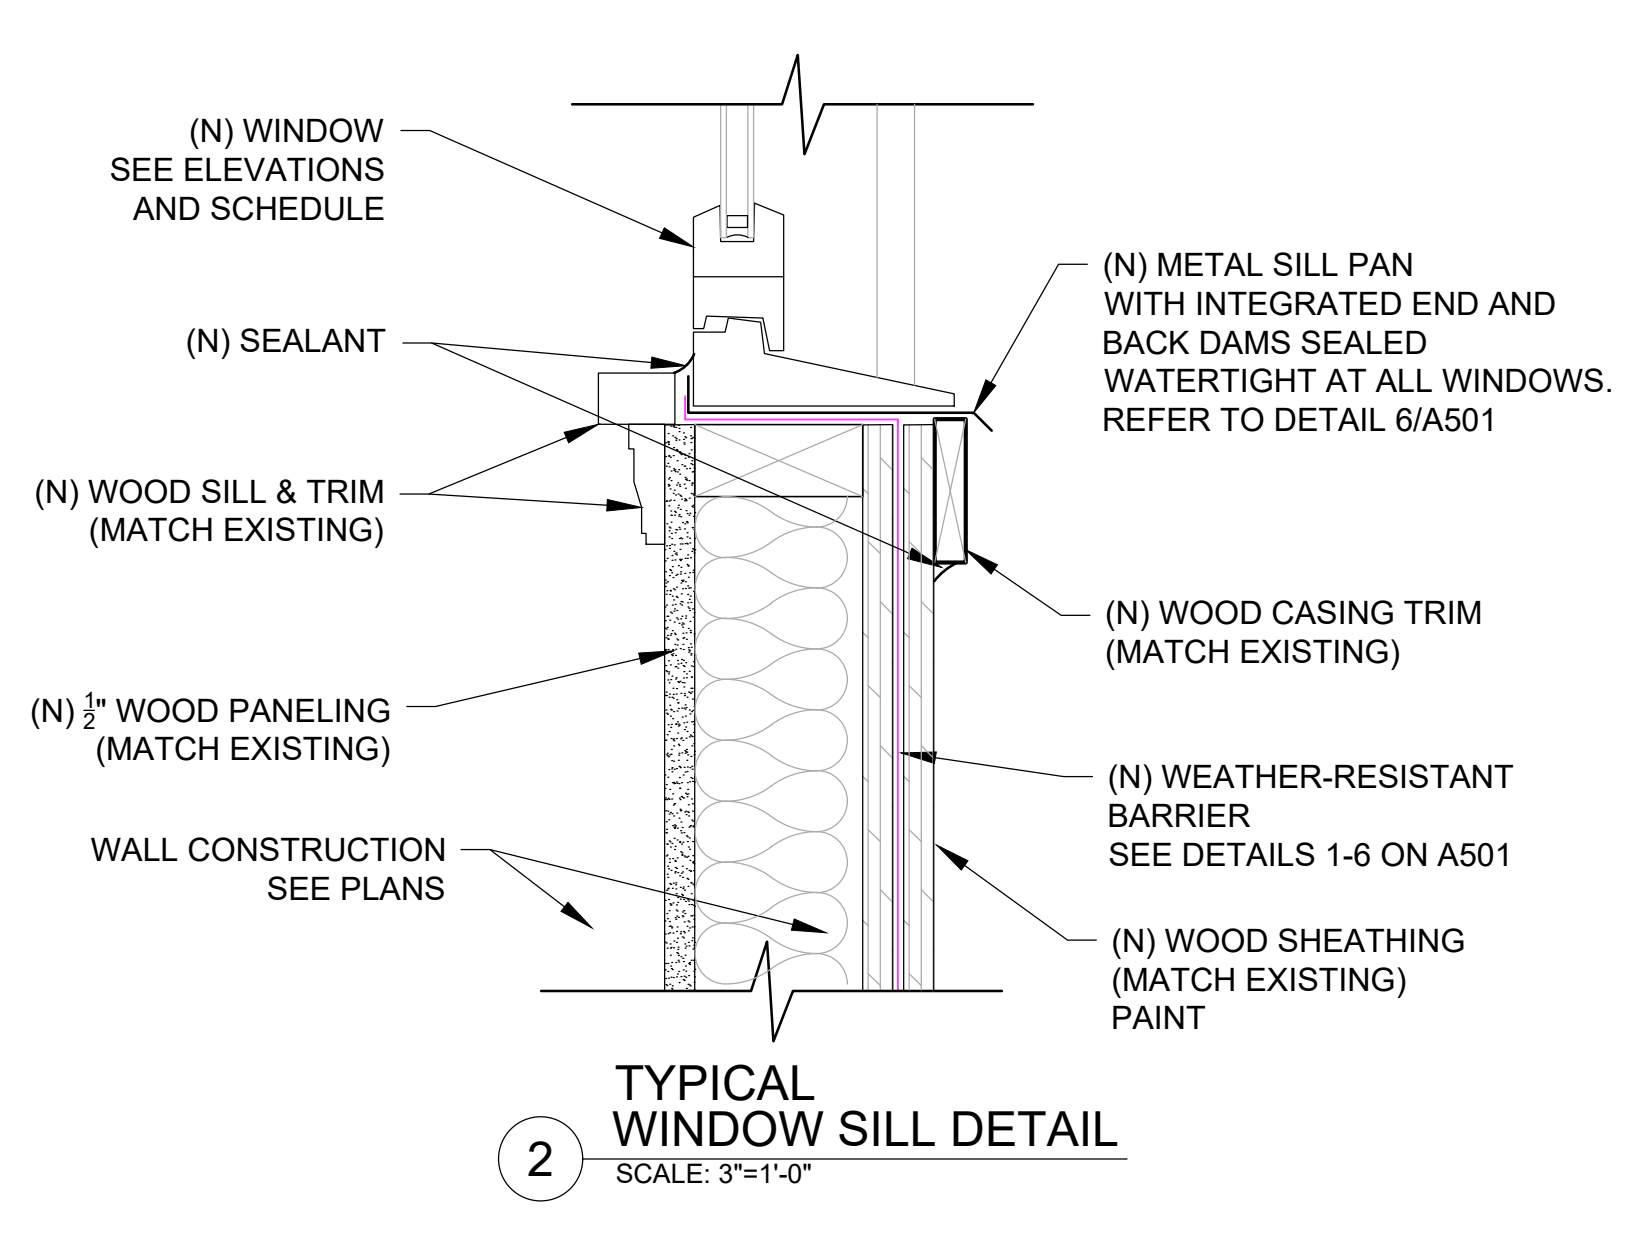 (N) WINDOW
SEE ELEVATIONS
AND SCHEDULE
(N) SEALANT
(N) WOOD SILL & TRIM
(MATCH EXISTING)
(N) 1/2" WOOD PANELING
(MATCH EXISTING)
WALL CONSTRUCTION
SEE PLANS
(N) METAL SILL PAN
WITH INTEGRATED END AND
BACK DAMS SEALED
WATERTIGHT AT ALL WINDOWS.
REFER TO DETAIL 6/A501
(N) WOOD CASING TRIM
(MATCH EXISTING)
(N) WEATHER-RESISTANT
BARRIER
SEE DETAILS 1-6 ON A501
(N) WOOD SHEATHING
(MATCH EXISTING)
PAINT
2
TYPICAL
WINDOW SILL DETAIL
SCALE: 3"=1'-0"